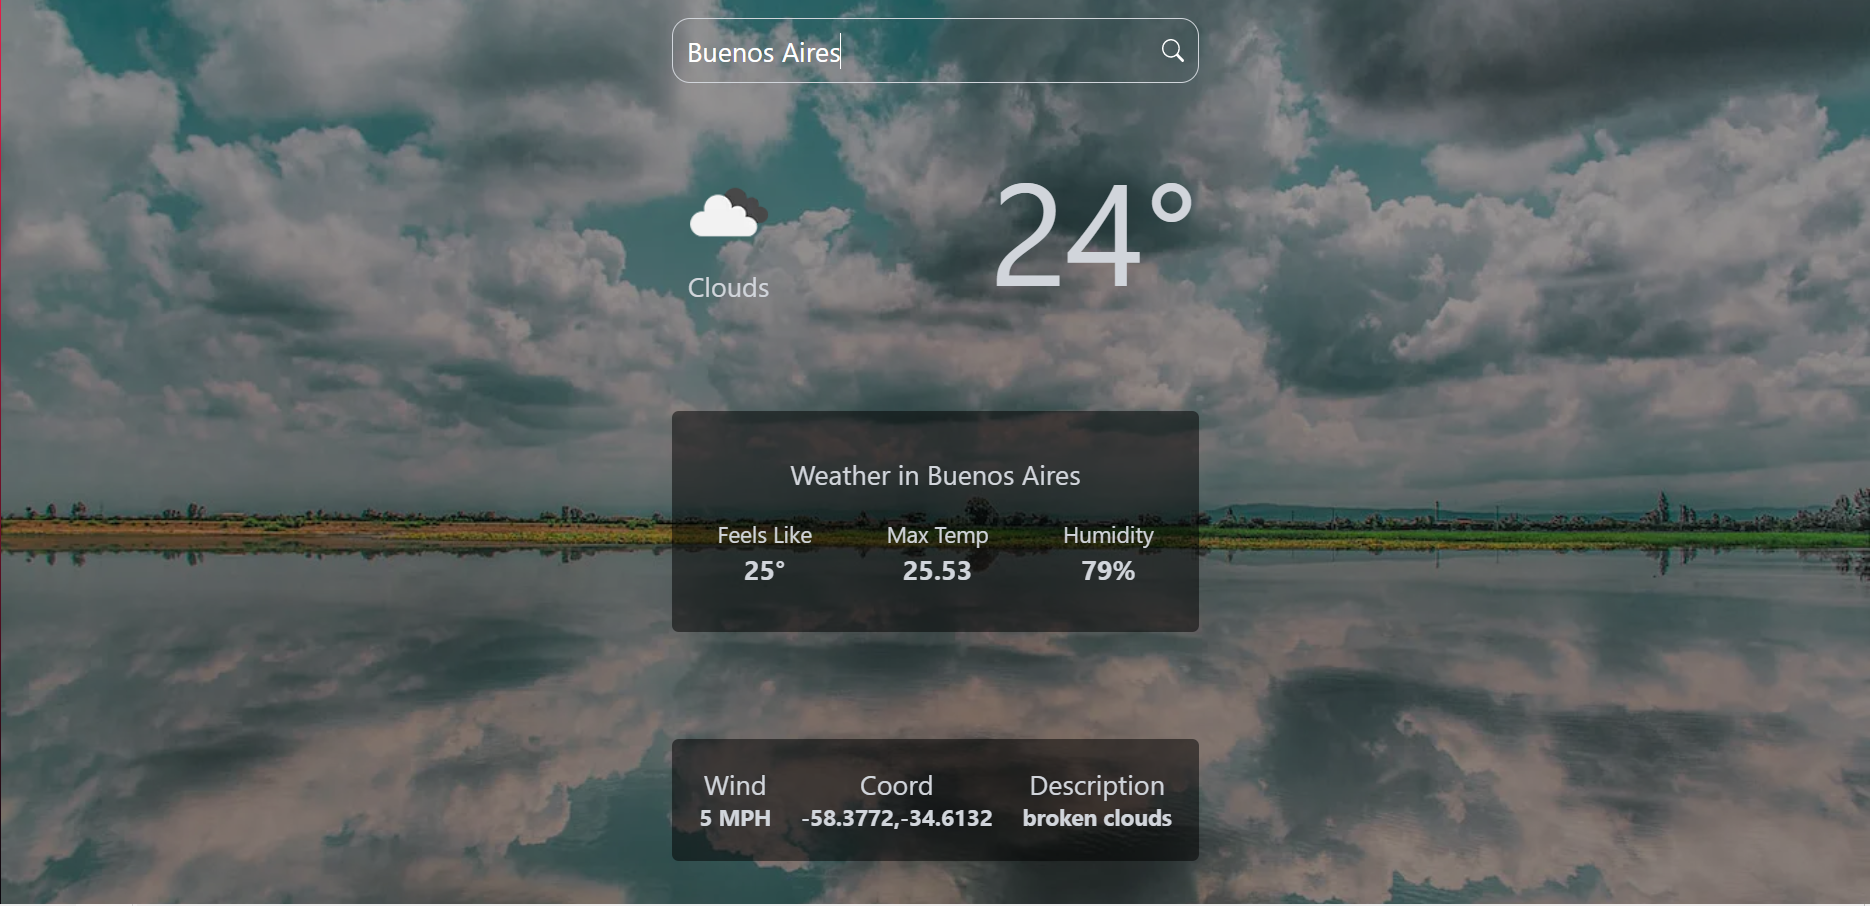 Buenos Aires
24°
Clouds
Weather in Buenos Aires
Feels Like Max Temp Humidity
25° 25.53 79%
Wind Coord Description
5 MPH -58.3772,-34.6132 broken clouds